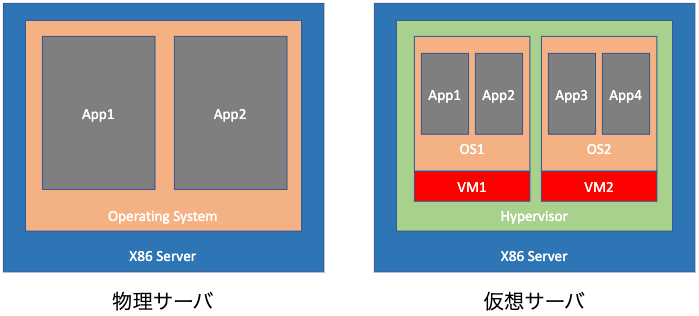 App1
App2
Operating System
X86 Server
物理サーバ
App1
App2
App3
App4
OS1
OS2
VM1
VM2
Hypervisor
X86 Server
仮想サーバ